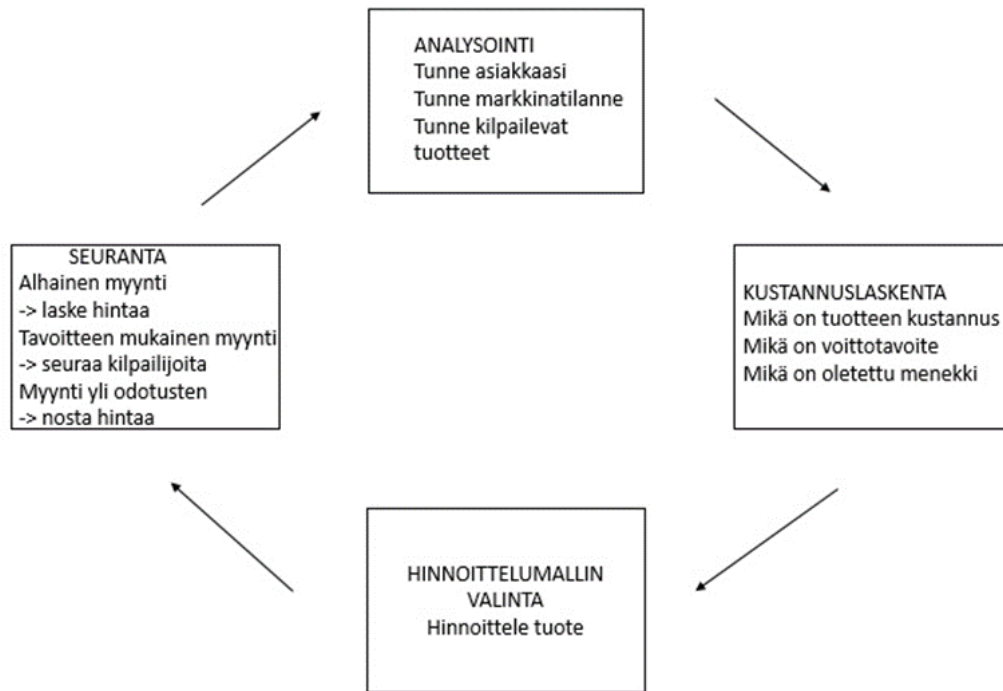 ANALYSOINTI
Tunne asiakkaasi
Tunne markkinatilanne
Tunne kilpailevat
tuotteet
KUSTANNUSLASKENTA
Mikä on tuotteen kustannus
Mikä on voittotavoite
Mikä on oletettu menekki
HINNOITTELUMALLIN
VALINTA
Hinnoittele tuote
SEURANTA
Alhainen myynti
-> laske hintaa
Tavoitteen mukainen myynti
-> seuraa kilpailijoita
Myynti yli odotusten
-> nosta hintaa